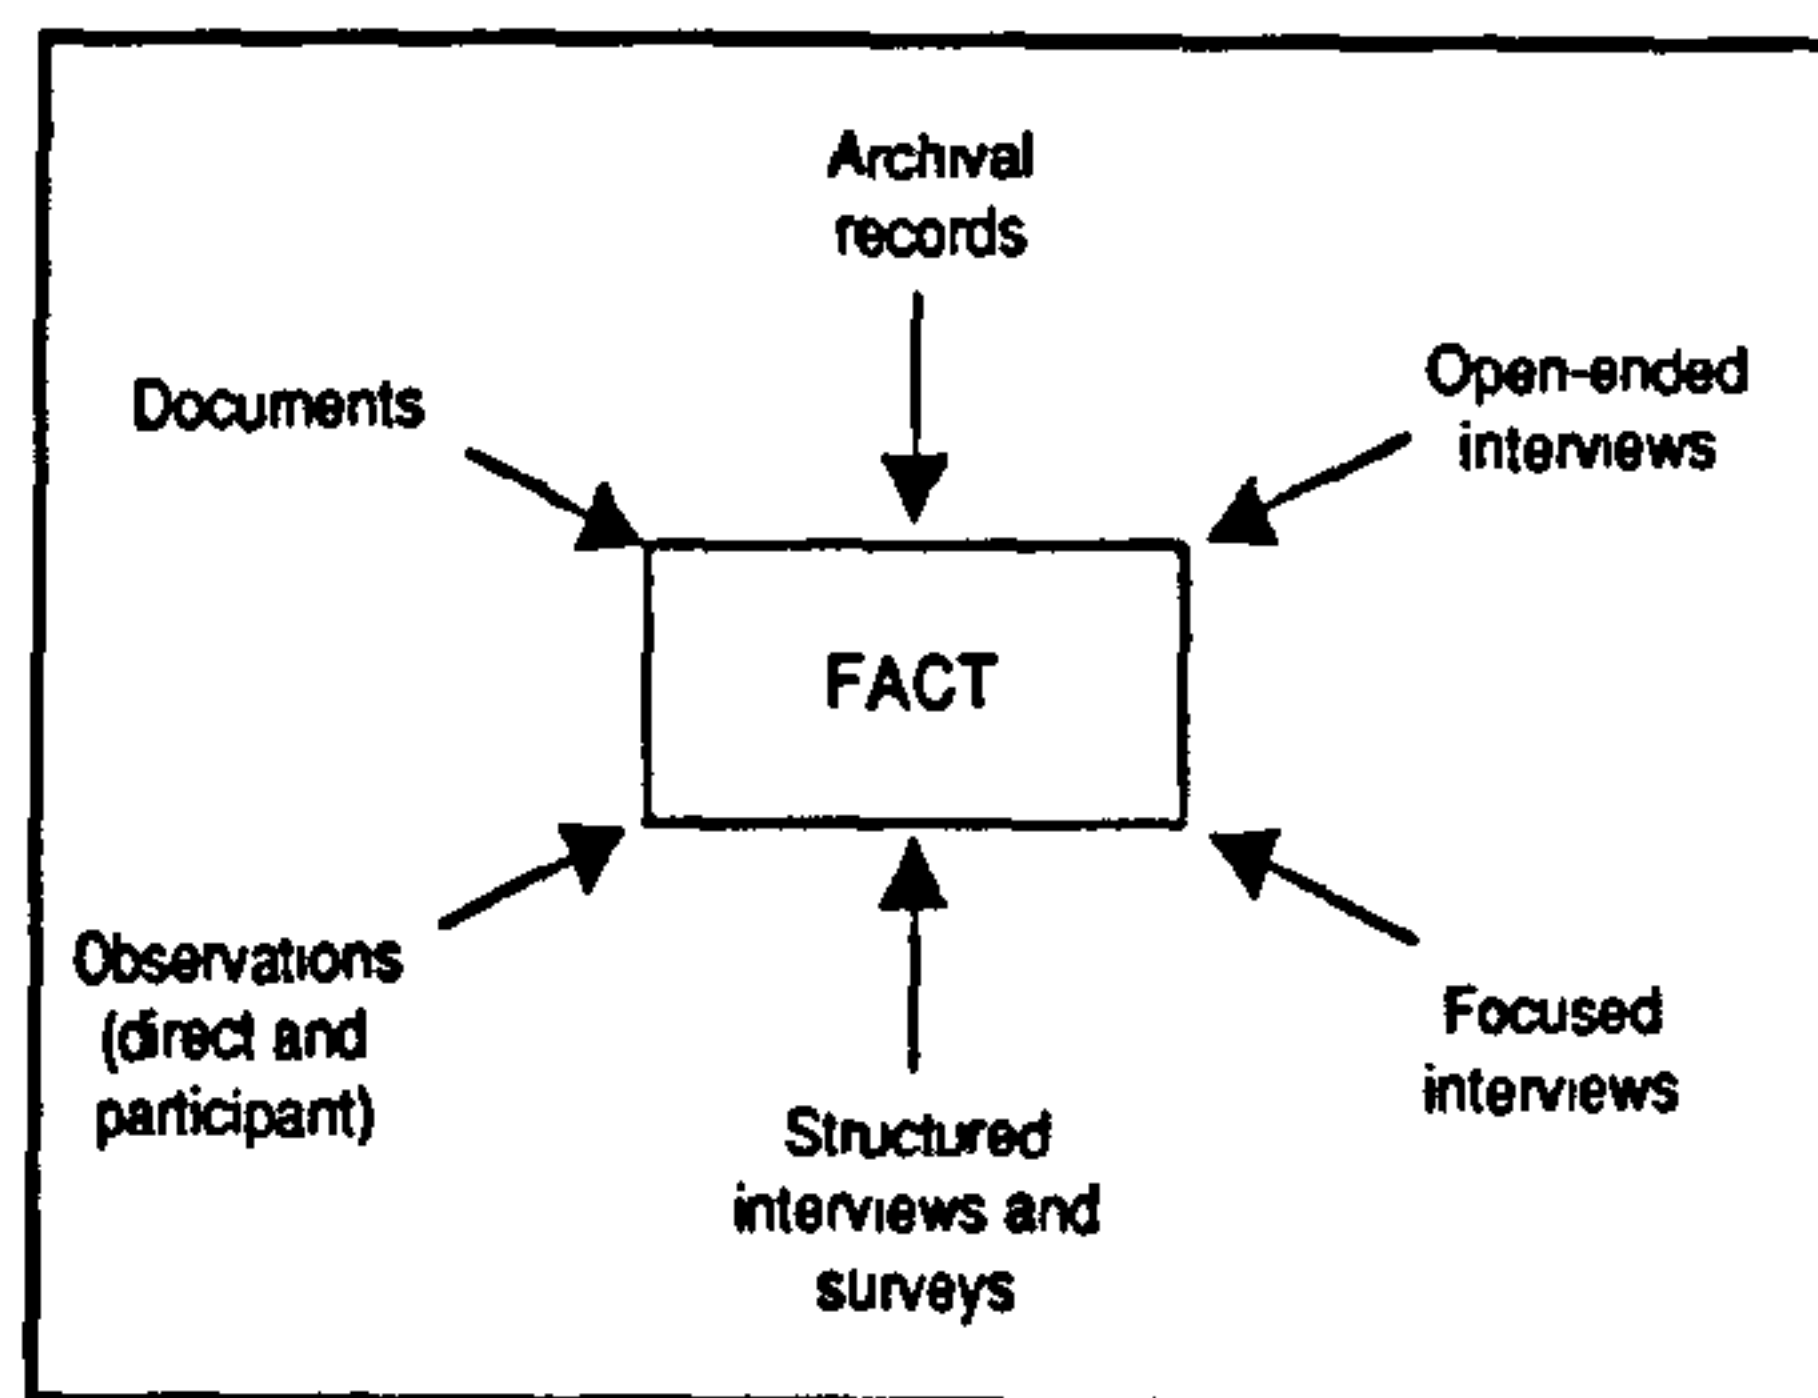 Archival
records
Documents
Open-ended
interviews
FACT
Observations
(direct and
participant)
Structured
interviews and
surveys
Focused
interviews